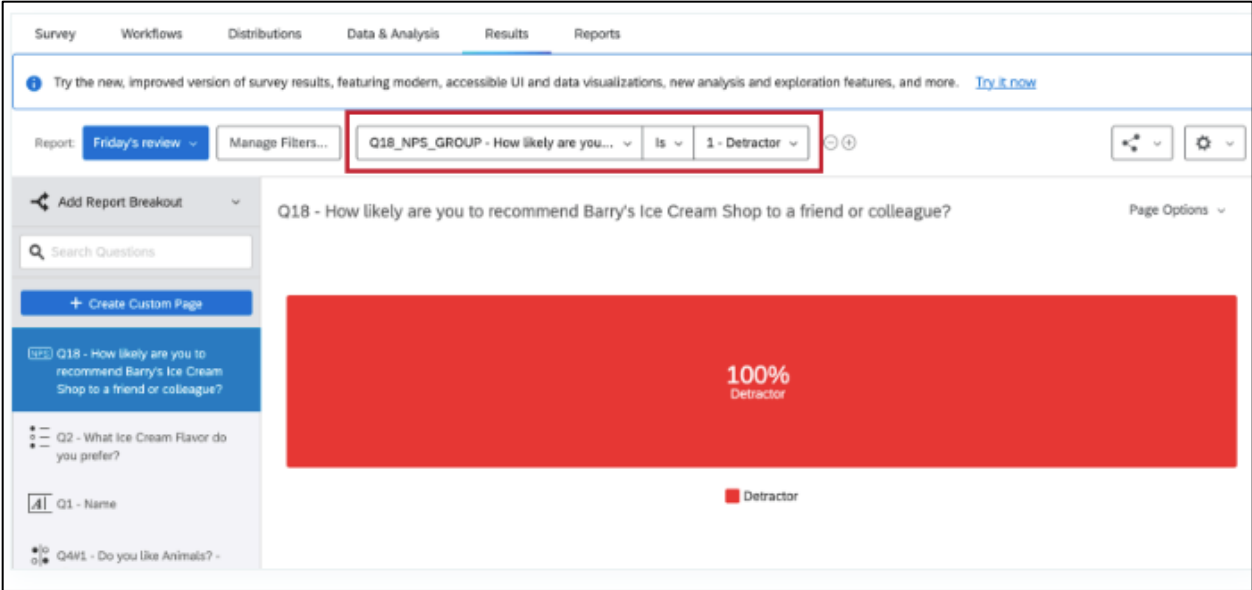 Survey Workflows Distributions Data & Analysis Results Reports
Try the new, improved version of survey results, featuring modern, accessible UI and data visualizations, new analysis and exploration features, and more. Try it now
Report: Friday's review Manage Filters... Q18_NPS_GROUP - How likely are you... Is 1 - Detractor
Add Report Breakout
Search Questions
+ Create Custom Page
NPS Q18 - How likely are you to
recommend Barry's Ice Cream
Shop to a friend or colleague?
Q2 - What Ice Cream Flavor do
you prefer?
A Q1 - Name
Q4#1 - Do you like Animals? -
Q18 - How likely are you to recommend Barry's Ice Cream Shop to a friend or colleague?
Page Options
100%
Detractor
Detractor